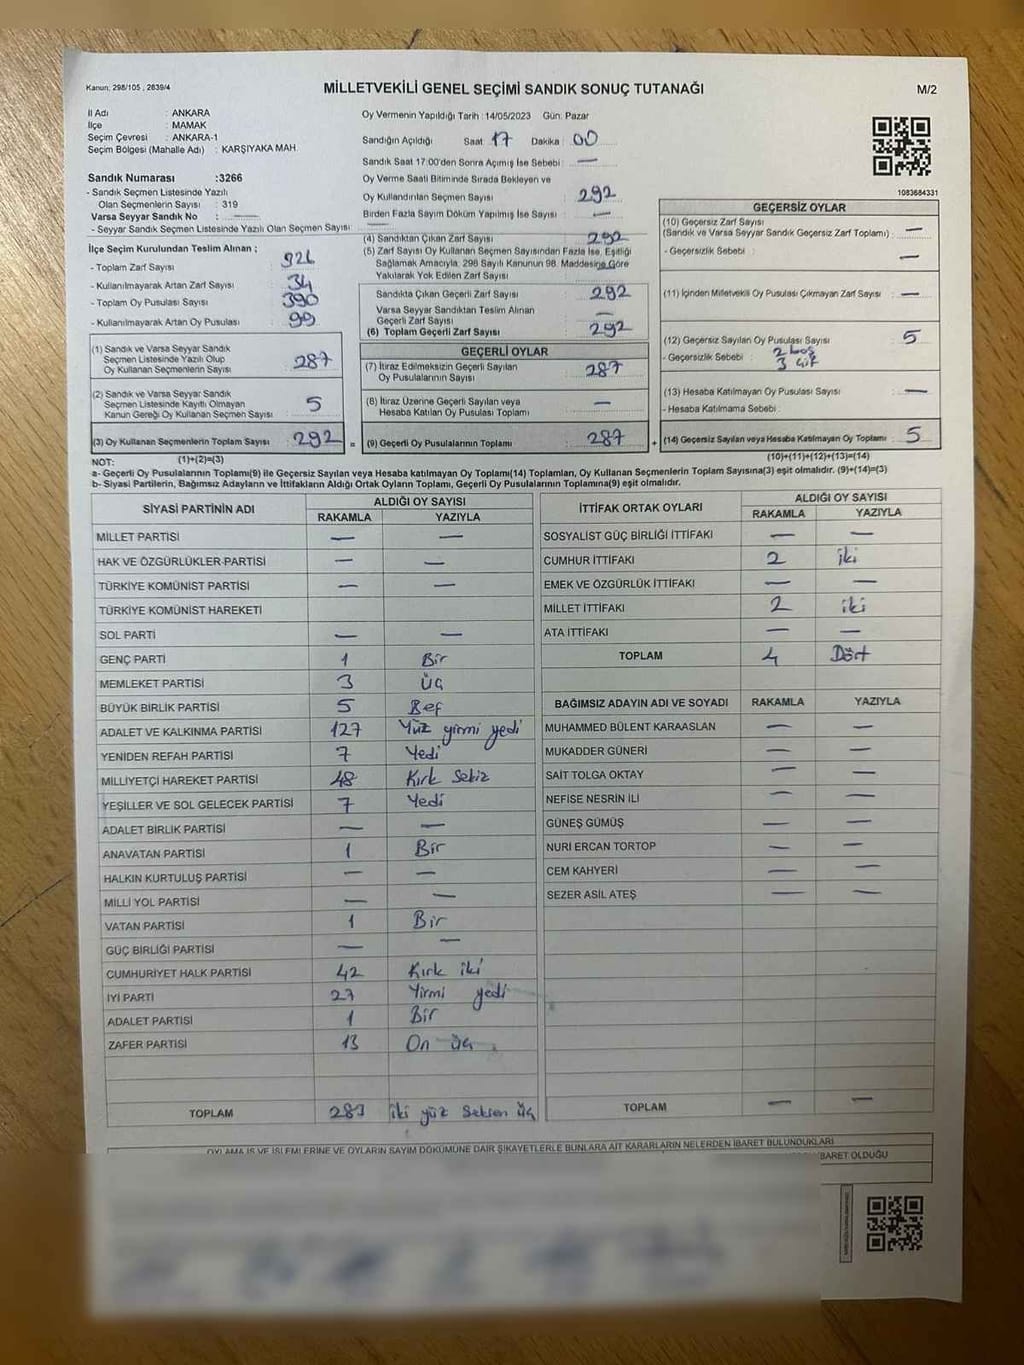 Kanun; 298/105 , 2839/4
MİLLETVEKİLİ GENEL SEÇİMİ SANDIK SONUÇ TUTANAĞI
M/2
İl Adı : ANKARA
İlçe : MAMAK
Seçim Çevresi : ANKARA-1
Seçim Bölgesi (Mahalle Adı) : KARŞIYAKA MAH.
Sandık Numarası :3266
- Sandık Seçmen Listesinde Yazılı
Olan Seçmenlerin Sayısı : 319
Varsa Seyyar Sandık No : —
- Seyyar Sandık Seçmen Listesinde Yazılı Olan Seçmen Sayısı : —
İlçe Seçim Kurulundan Teslim Alınan ;
- Toplam Zarf Sayısı : 326
- Kullanılmayarak Artan Zarf Sayısı : 34
- Toplam Oy Pusulası Sayısı : 390
- Kullanılmayarak Artan Oy Pusulası : 99
(1) Sandık ve Varsa Seyyar Sandık
Seçmen Listesinde Yazılı Olup
Oy Kullanan Seçmenlerin Sayısı : 287
(2) Sandık ve Varsa Seyyar Sandık
Seçmen Listesinde Kayıtlı Olmayan
Kanun Gereği Oy Kullanan Seçmen Sayısı : 5
(3) Oy Kullanan Seçmenlerin Toplam Sayısı : 292 =
(1)+(2)=(3)
Oy Vermenin Yapıldığı Tarih : 14/05/2023 Gün : Pazar
Sandığın Açıldığı Saat 17 Dakika : 00
Sandık Saat 17:00'den Sonra Açılmış İse Sebebi : —
Oy Verme Saati Bitiminde Sırada Bekleyen ve
Oy Kullandırılan Seçmen Sayısı : 292
Birden Fazla Sayım Döküm Yapılmış İse Sayısı : —
(4) Sandıktan Çıkan Zarf Sayısı : 292
(5) Zarf Sayısı Oy Kullanan Seçmen Sayısından Fazla İse, Eşitliği
Sağlamak Amacıyla, 298 Sayılı Kanunun 98. Maddesine Göre
Yakılarak Yok Edilen Zarf Sayısı :
Sandıkta Çıkan Geçerli Zarf Sayısı : 292
Varsa Seyyar Sandıktan Teslim Alınan
Geçerli Zarf Sayısı : —
(6) Toplam Geçerli Zarf Sayısı : 292
GEÇERLİ OYLAR
(7) İtiraz Edilmeksizin Geçerli Sayılan
Oy Pusulalarının Sayısı : 287
(8) İtiraz Üzerine Geçerli Sayılan veya
Hesaba Katılan Oy Pusulası Toplamı : —
(9) Geçerli Oy Pusulalarının Toplamı : 287 +
1083684331
GEÇERSİZ OYLAR
(10) Geçersiz Zarf Sayısı
(Sandık ve Varsa Seyyar Sandık Geçersiz Zarf Toplamı) : —
- Geçersizlik Sebebi : —
(11) İçinden Milletvekili Oy Pusulası Çıkmayan Zarf Sayısı : —
(12) Geçersiz Sayılan Oy Pusulası Sayısı : 5
- Geçersizlik Sebebi : 2 boş
3 çift
(13) Hesaba Katılmayan Oy Pusulası Sayısı : —
- Hesaba Katılmama Sebebi :
(14) Geçersiz Sayılan veya Hesaba Katılmayan Oy Toplamı : 5
(10)+(11)+(12)+(13)=(14)
NOT:
a- Geçerli Oy Pusulalarının Toplamı(9) ile Geçersiz Sayılan veya Hesaba katılmayan Oy Toplamı(14) Toplamları, Oy Kullanan Seçmenlerin Toplam Sayısına(3) eşit olmalıdır. (9)+(14)=(3)
b- Siyasi Partilerin, Bağımsız Adayların ve İttifakların Aldığı Ortak Oyların Toplamı, Geçerli Oy Pusulalarının Toplamına(9) eşit olmalıdır.
SİYASİ PARTİNİN ADI ALDIĞI OY SAYISI
RAKAMLA YAZIYLA
MİLLET PARTİSİ — —
HAK VE ÖZGÜRLÜKLER PARTİSİ — —
TÜRKİYE KOMÜNİST PARTİSİ — —
TÜRKİYE KOMÜNİST HAREKETİ
SOL PARTİ — —
GENÇ PARTİ 1 Bir
MEMLEKET PARTİSİ 3 Üç
BÜYÜK BİRLİK PARTİSİ 5 Beş
ADALET VE KALKINMA PARTİSİ 127 Yüz yirmi yedi
YENİDEN REFAH PARTİSİ 7 Yedi
MİLLİYETÇİ HAREKET PARTİSİ 48 Kırk Sekiz
YEŞİLLER VE SOL GELECEK PARTİSİ 7 Yedi
ADALET BİRLİK PARTİSİ — —
ANAVATAN PARTİSİ 1 Bir
HALKIN KURTULUŞ PARTİSİ — —
MİLLİ YOL PARTİSİ — —
VATAN PARTİSİ 1 Bir
GÜÇ BİRLİĞİ PARTİSİ — —
CUMHURİYET HALK PARTİSİ 42 Kırk iki
İYİ PARTİ 27 Yirmi yedi
ADALET PARTİSİ 1 Bir
ZAFER PARTİSİ 13 On üç
TOPLAM 283 İki yüz Seksen üç
İTTİFAK ORTAK OYLARI ALDIĞI OY SAYISI
RAKAMLA YAZIYLA
SOSYALİST GÜÇ BİRLİĞİ İTTİFAKI — —
CUMHUR İTTİFAKI 2 iki
EMEK VE ÖZGÜRLÜK İTTİFAKI — —
MİLLET İTTİFAKI 2 iki
ATA İTTİFAKI — —
TOPLAM 4 Dört
BAĞIMSIZ ADAYIN ADI VE SOYADI RAKAMLA YAZIYLA
MUHAMMED BÜLENT KARAASLAN — —
MUKADDER GÜNERİ — —
SAİT TOLGA OKTAY — —
NEFİSE NESRİN İLİ — —
GÜNEŞ GÜMÜŞ — —
NURİ ERCAN TORTOP — —
CEM KAHYERİ — —
SEZER ASİL ATEŞ — —
TOPLAM — —
OYLAMA İŞ VE İŞLEMLERİNE VE OYLARIN SAYIM DÖKÜMÜNE DAİR ŞİKAYETLERLE BUNLARA AİT KARARLARIN NELERDEN İBARET BULUNDUKLARI
İBARET OLDUĞU